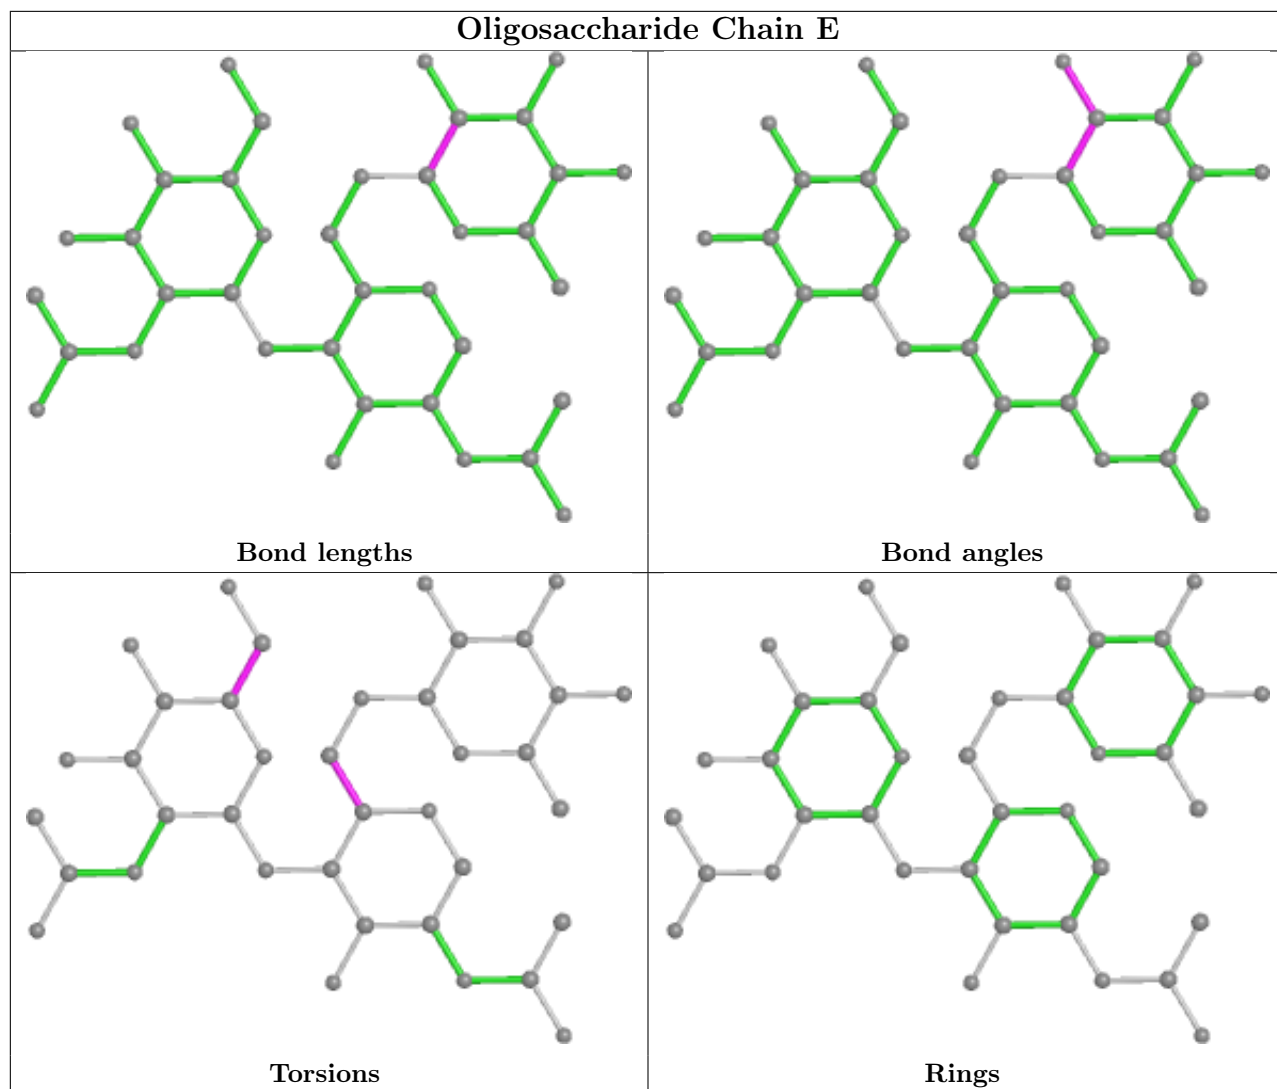 Oligosaccharide Chain E
Bond lengths
Bond angles
Torsions
Rings